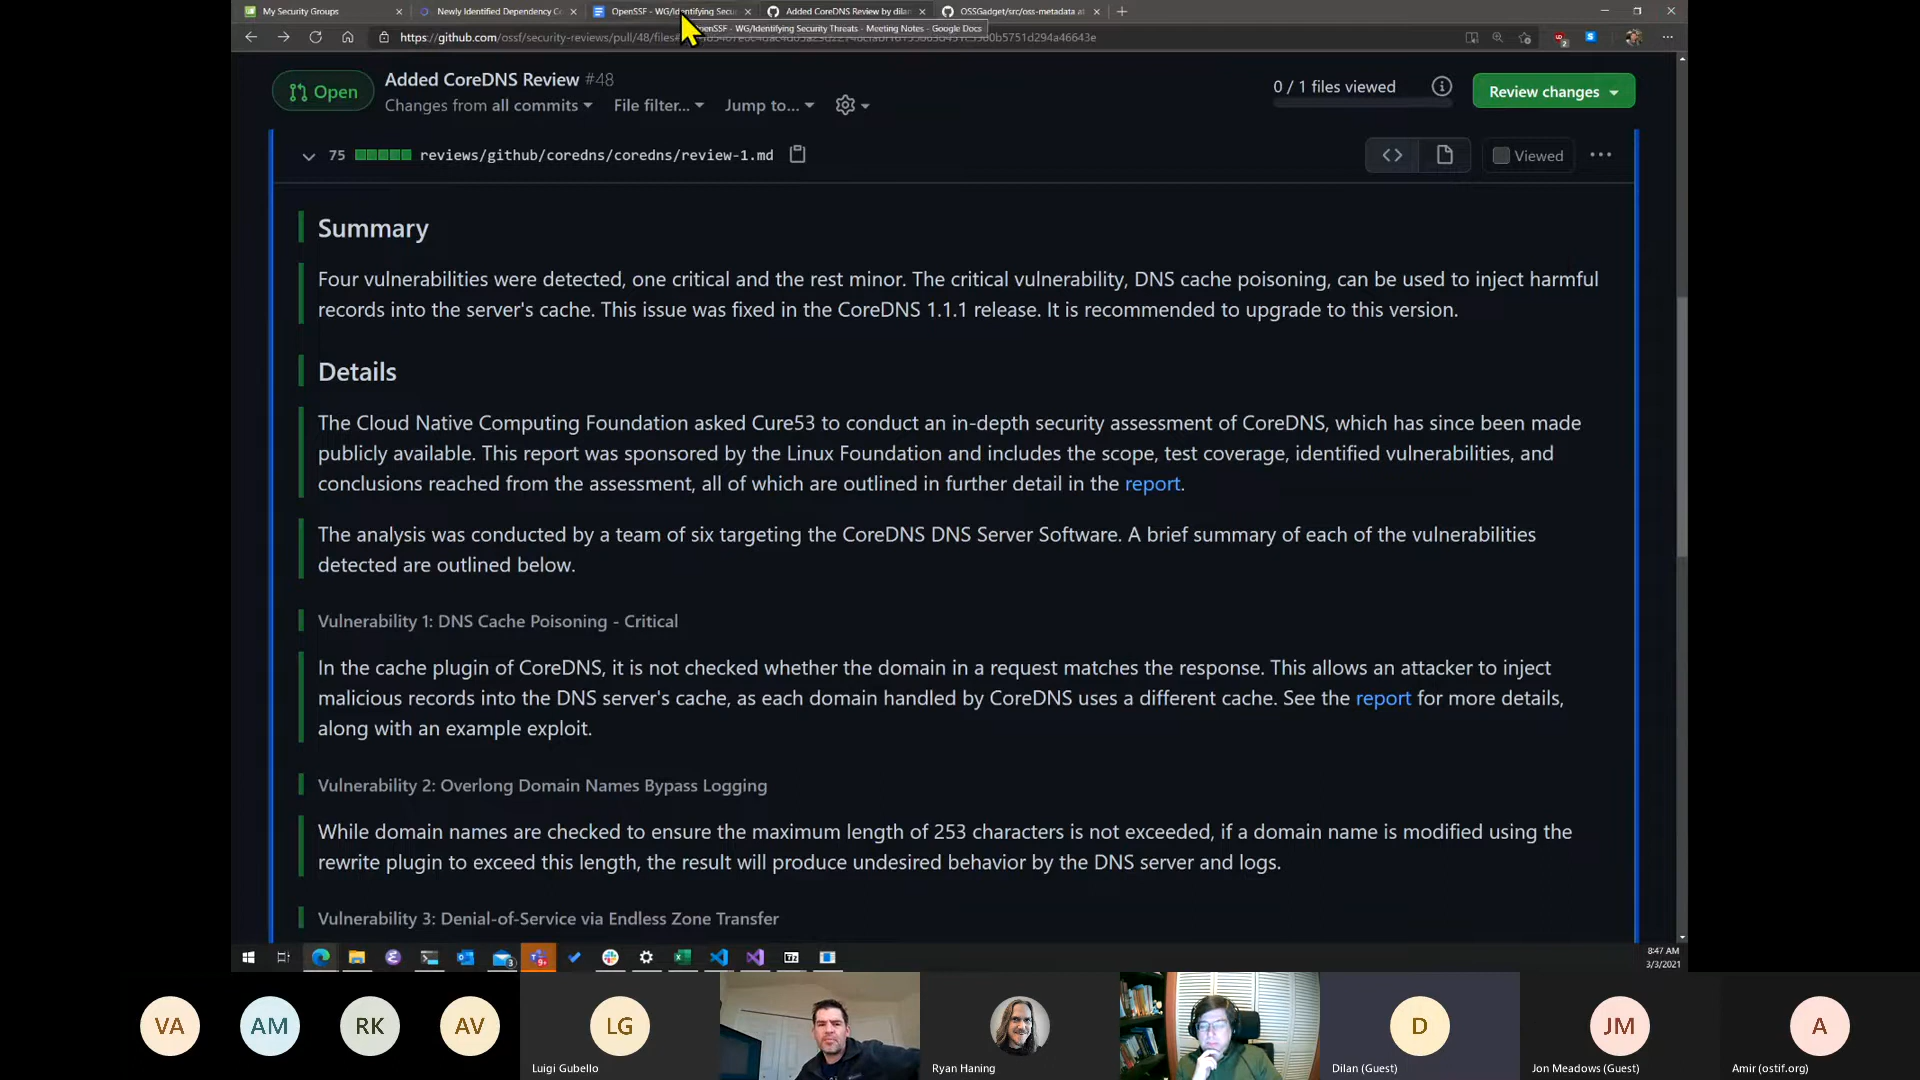 My Security Groups
Newly Identified Dependency C
OpenSSF - WG/Identifying Secu
Added CoreDNS Review by dila
OSSGadget/src/oss-metadata at
OpenSSF - WG/Identifying Security Threats - Meeting Notes - Google Docs
https://github.com/ossf/security-reviews/pull/48/files
Open
Added CoreDNS Review #48
Changes from all commits
File filter...
Jump to...
0 / 1 files viewed
Review changes
75
reviews/github/coredns/coredns/review-1.md
Viewed
Summary
Four vulnerabilities were detected, one critical and the rest minor. The critical vulnerability, DNS cache poisoning, can be used to inject harmful
records into the server's cache. This issue was fixed in the CoreDNS 1.1.1 release. It is recommended to upgrade to this version.
Details
The Cloud Native Computing Foundation asked Cure53 to conduct an in-depth security assessment of CoreDNS, which has since been made
publicly available. This report was sponsored by the Linux Foundation and includes the scope, test coverage, identified vulnerabilities, and
conclusions reached from the assessment, all of which are outlined in further detail in the report.
The analysis was conducted by a team of six targeting the CoreDNS DNS Server Software. A brief summary of each of the vulnerabilities
detected are outlined below.
Vulnerability 1: DNS Cache Poisoning - Critical
In the cache plugin of CoreDNS, it is not checked whether the domain in a request matches the response. This allows an attacker to inject
malicious records into the DNS server's cache, as each domain handled by CoreDNS uses a different cache. See the report for more details,
along with an example exploit.
Vulnerability 2: Overlong Domain Names Bypass Logging
While domain names are checked to ensure the maximum length of 253 characters is not exceeded, if a domain name is modified using the
rewrite plugin to exceed this length, the result will produce undesired behavior by the DNS server and logs.
Vulnerability 3: Denial-of-Service via Endless Zone Transfer
8:47 AM
3/3/2021
VA
AM
RK
AV
LG
D
JM
A
Luigi Gubello
Ryan Haning
Dilan (Guest)
Jon Meadows (Guest)
Amir (ostif.org)